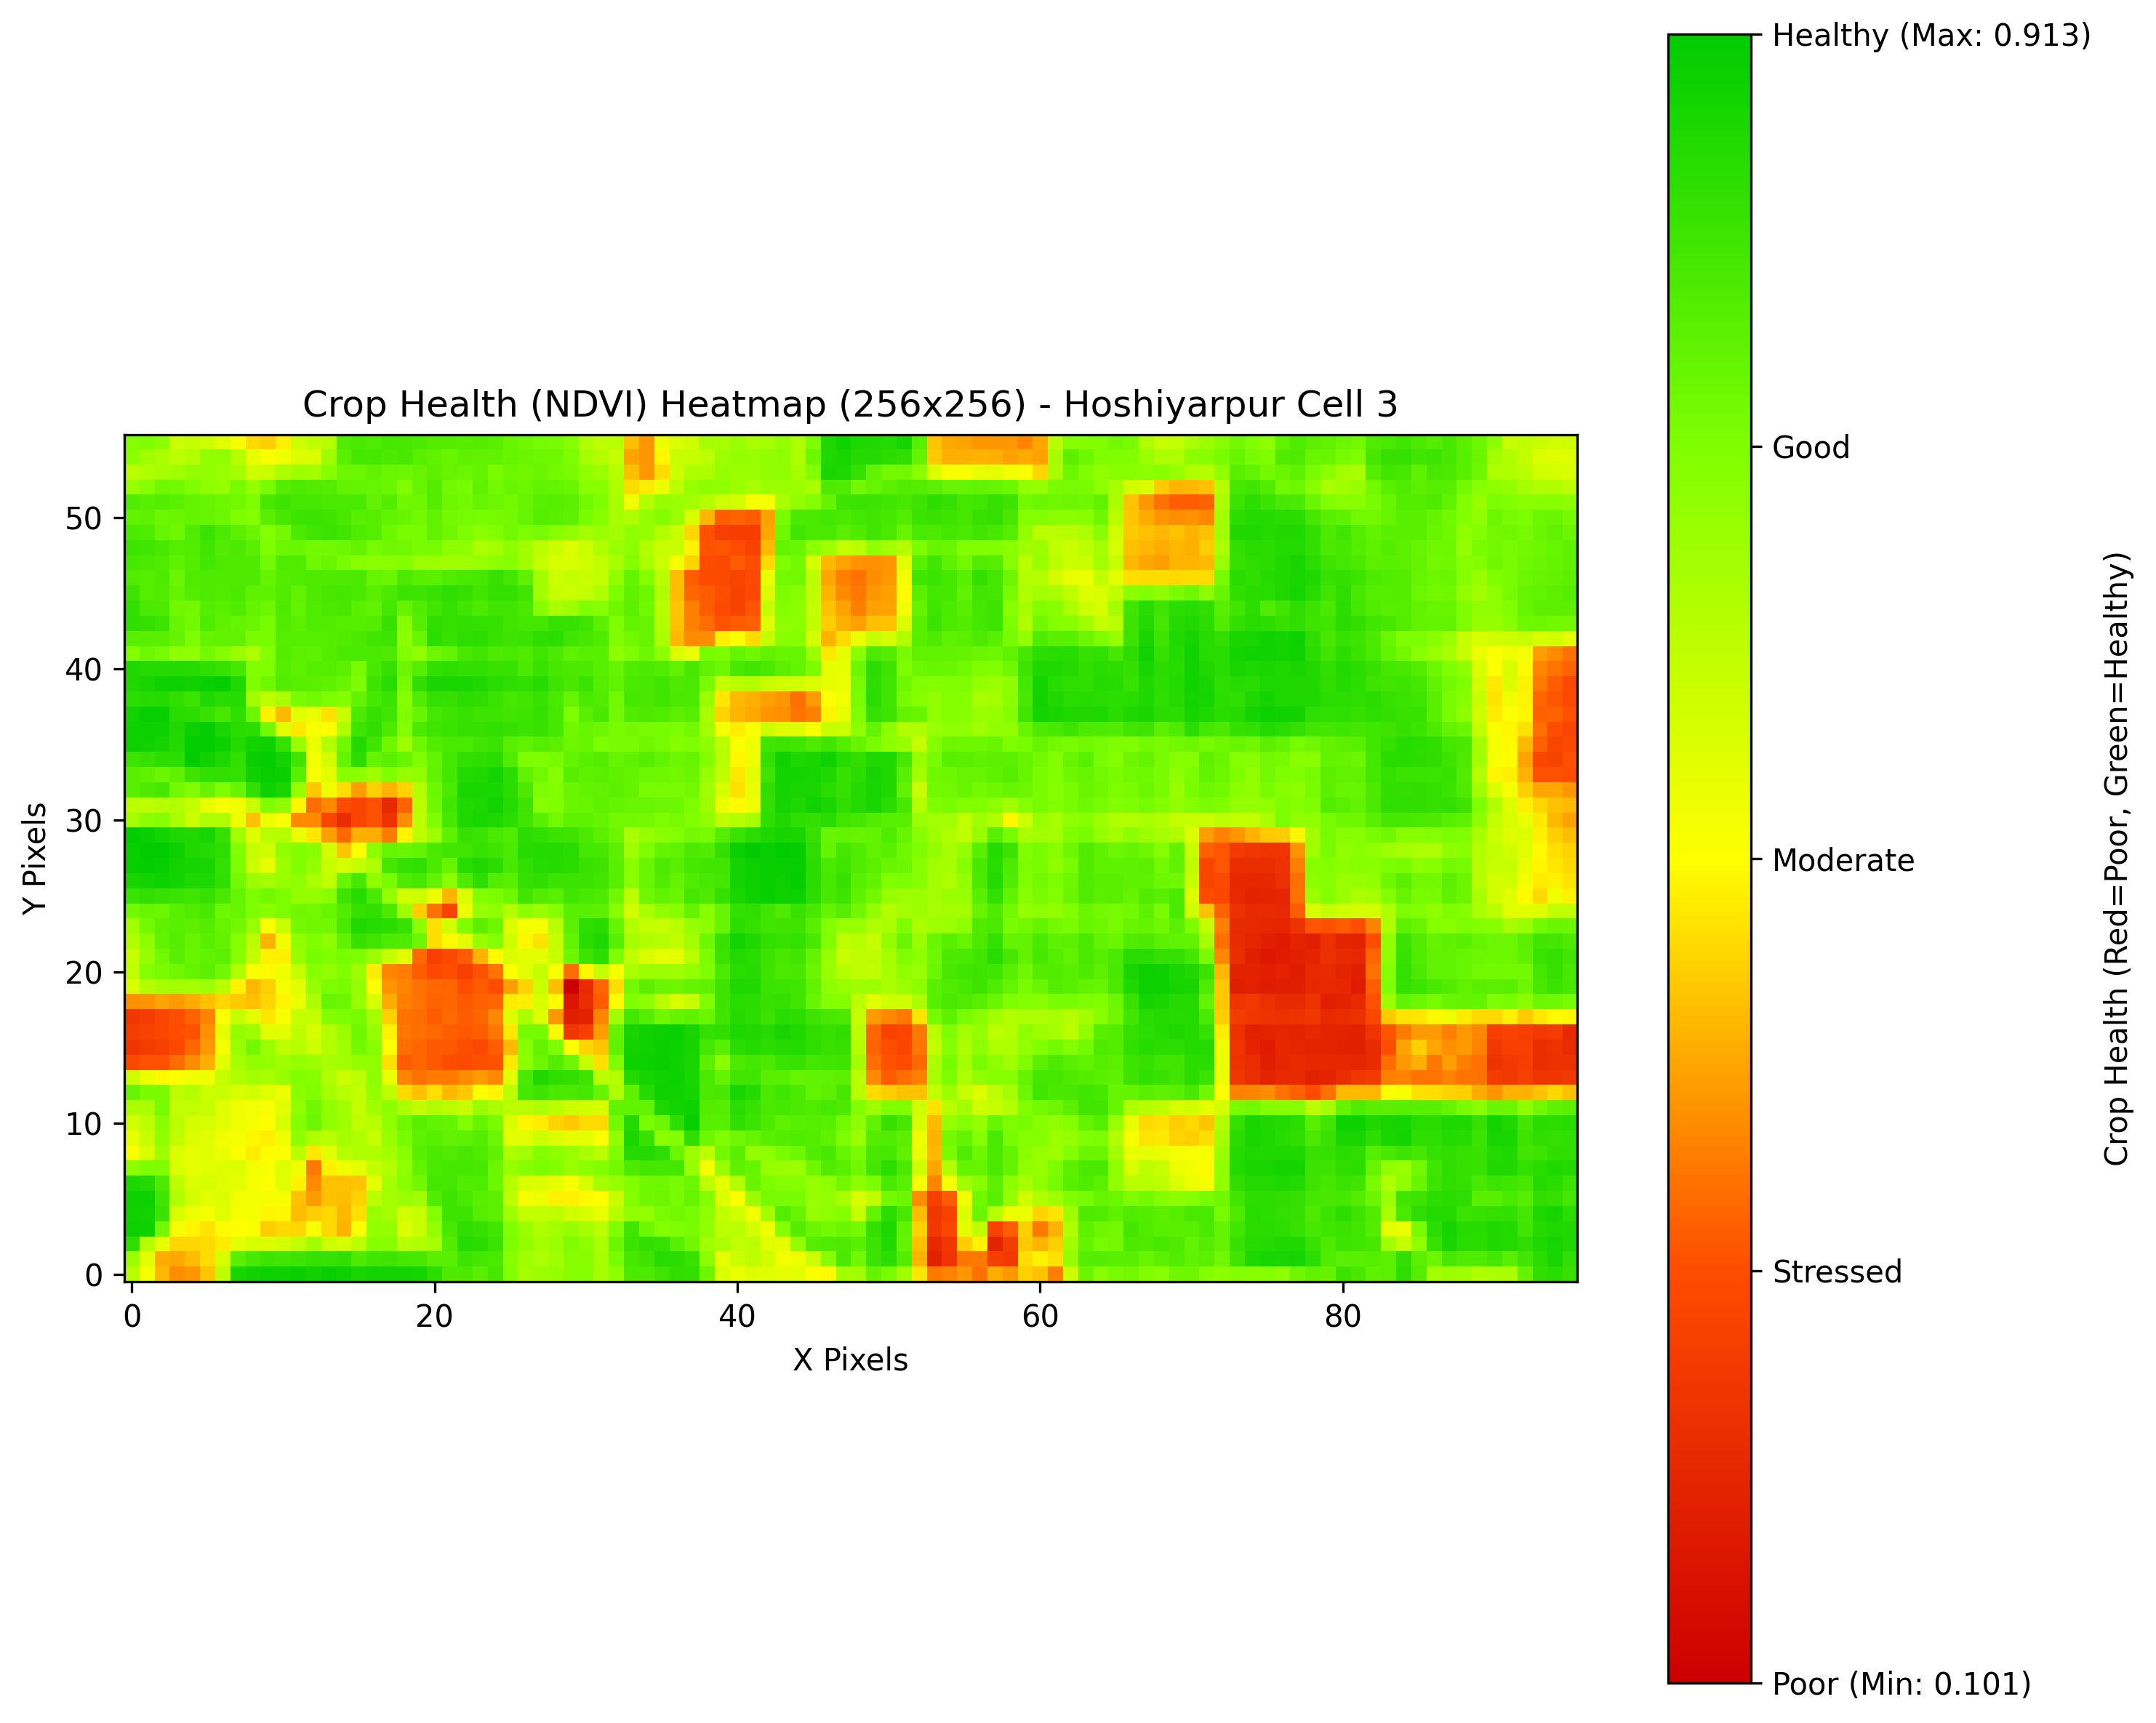 Crop Health (NDVI) Heatmap (256x256) - Hoshiyarpur Cell 3
Y Pixels
50
40
30
20
10
0
0 20 40 60 80
X Pixels
Healthy (Max: 0.913)
Good
Moderate
Stressed
Poor (Min: 0.101)
Crop Health (Red=Poor, Green=Healthy)